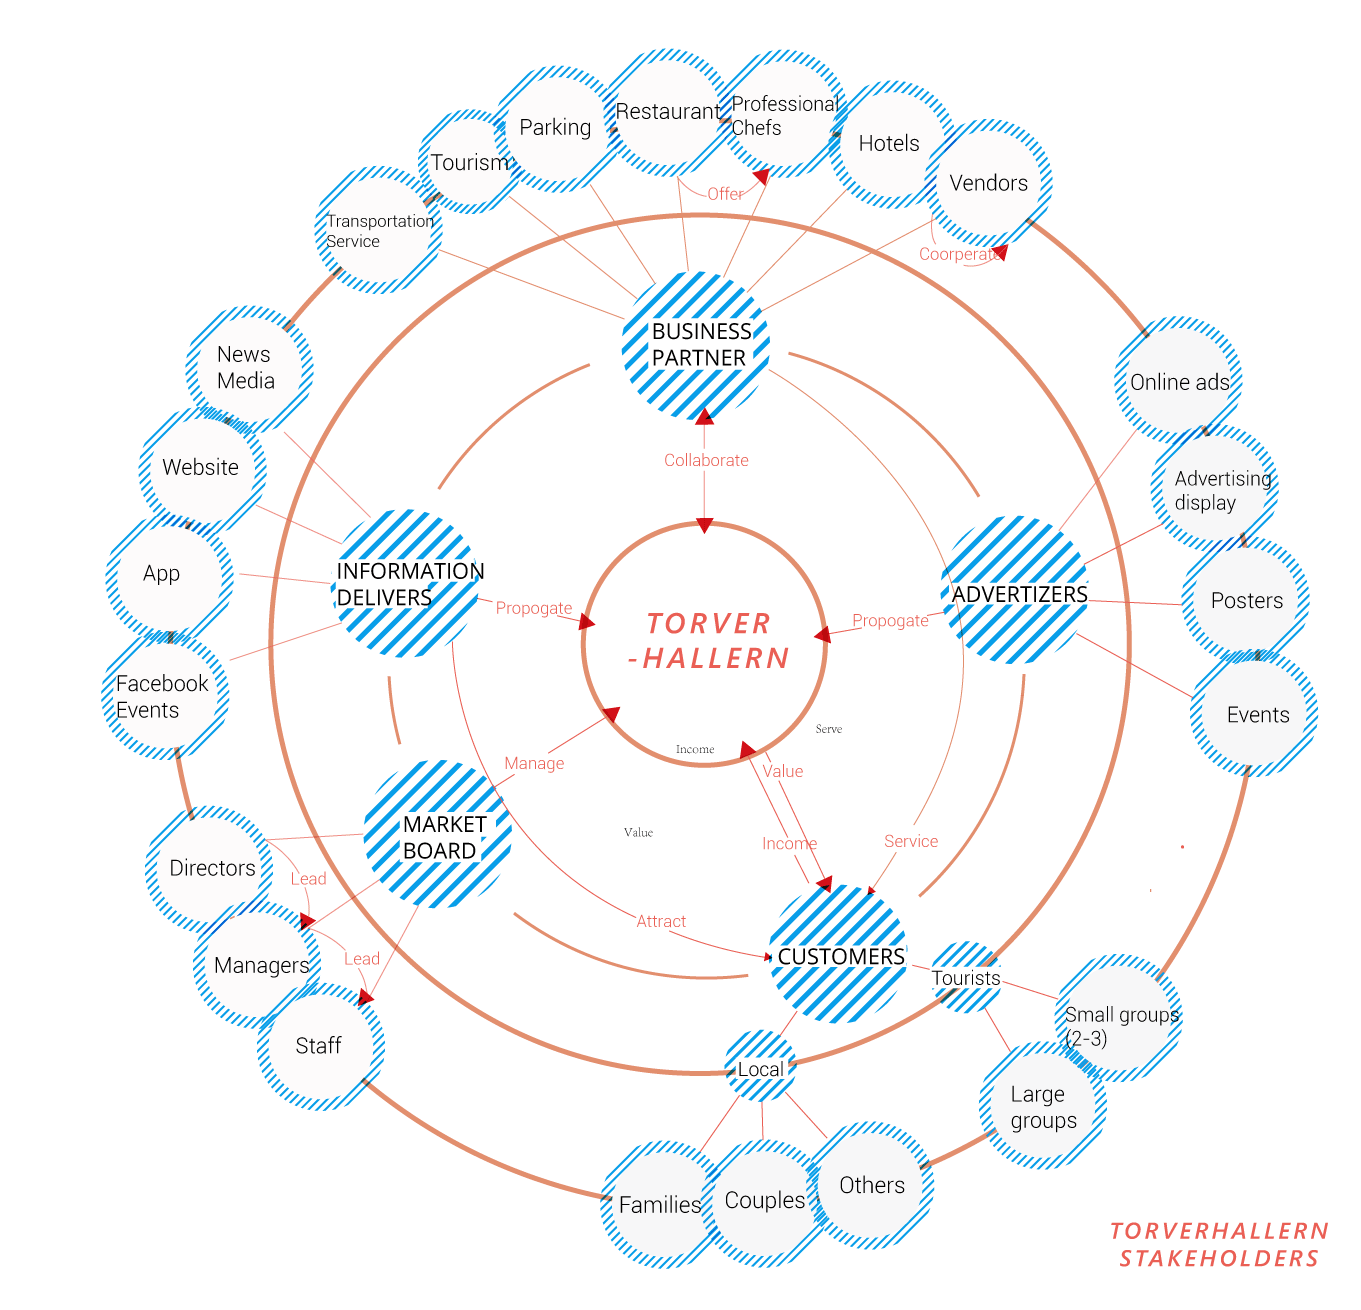 Restaurant
Professional
Chefs
Parking
Hotels
Tourism
Vendors
Transportation
Service
Offer
Coorperate
BUSINESS
PARTNER
News
Media
Online ads
Website
Collaborate
Advertising
display
App
INFORMATION
DELIVERS
ADVERTIZERS
Posters
Propogate
Propogate
TORVER
-HALLERN
Facebook
Events
Events
Serve
Income
Manage
Value
MARKET
BOARD
Value
Income
Service
Directors
Lead
Attract
Managers
Lead
CUSTOMERS
Tourists
Small groups
(2-3)
Staff
Local
Large
groups
Families
Couples
Others
TORVERHALLERN
STAKEHOLDERS